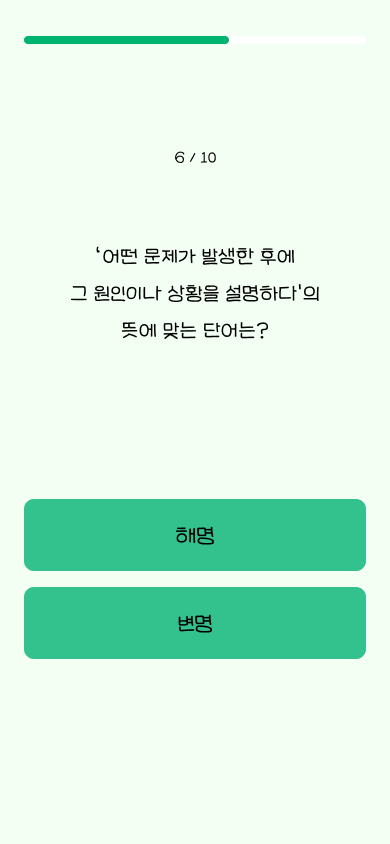 6 / 10
‘어떤 문제가 발생한 후에
그 원인이나 상황을 설명하다'의
뜻에 맞는 단어는?
해명
변명